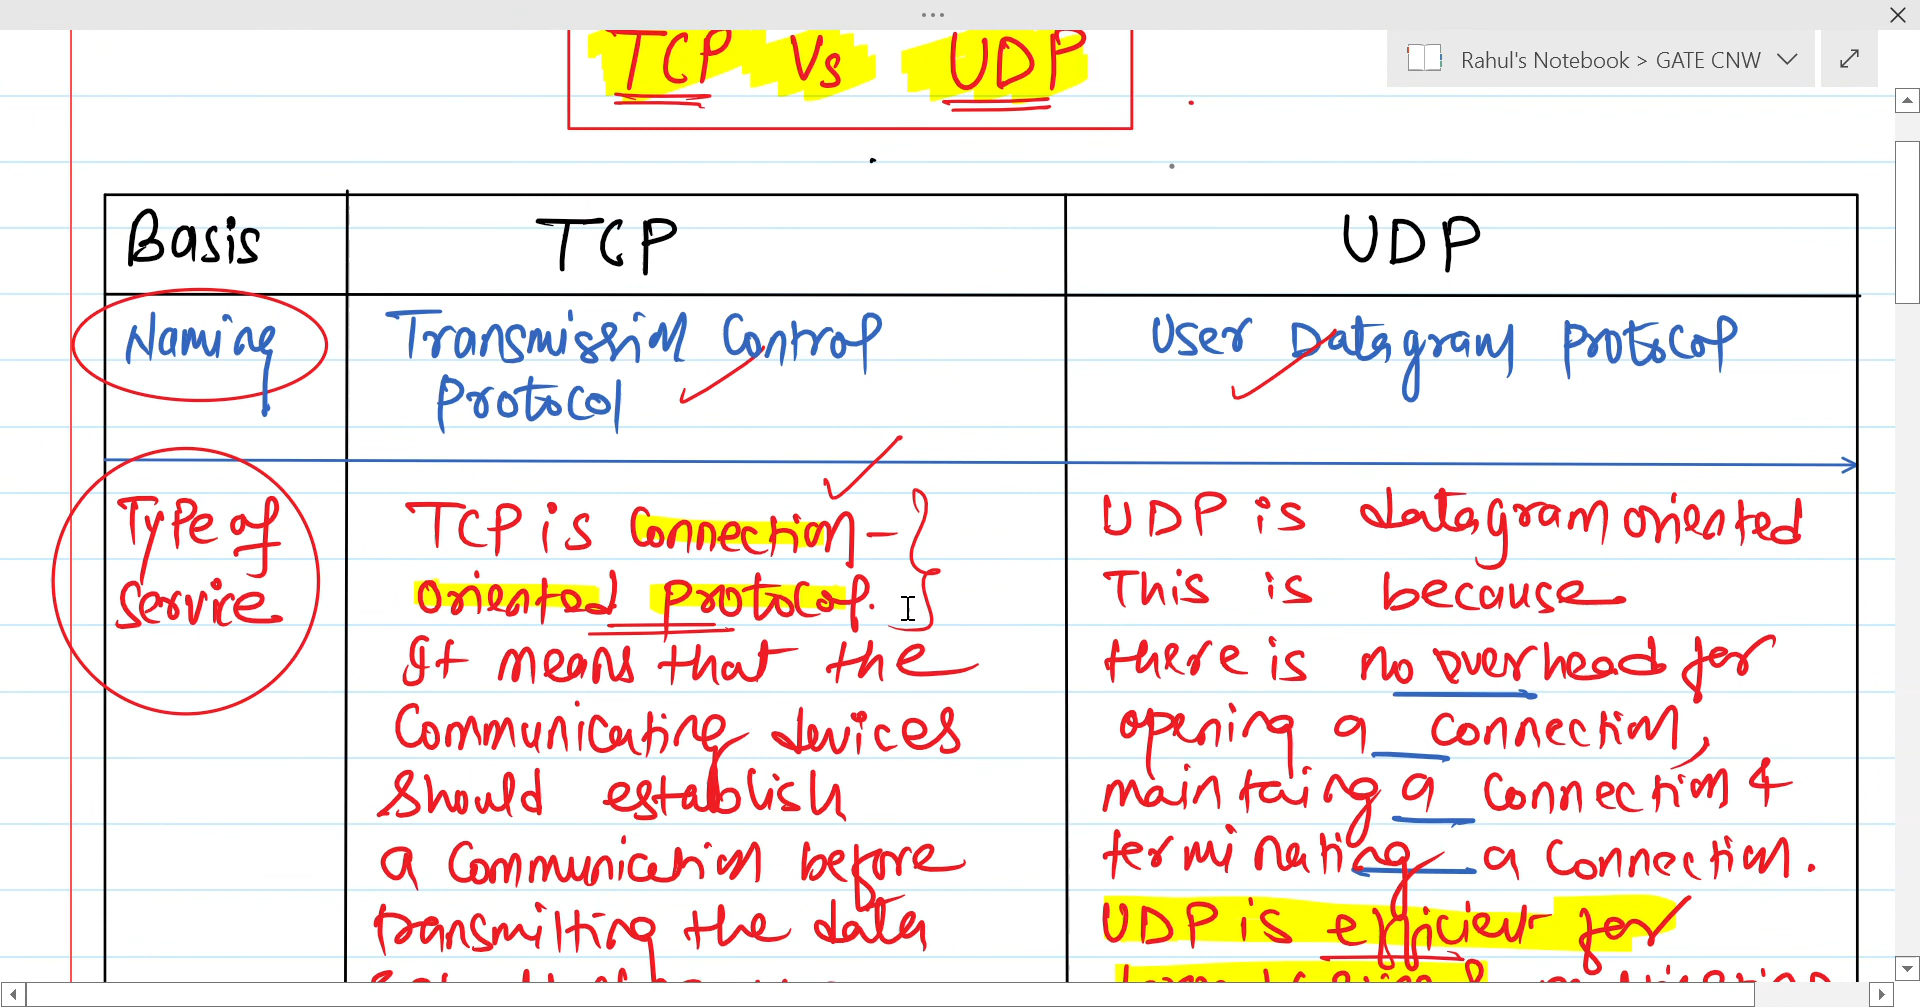 TCP Vs UDP
Rahul's Notebook > GATE CNW
Basis TCP UDP
Naming Transmission Control Protocol
User Datagram Protocol
Type of Service
TCP is Connection-
Oriented protocol.
It means that the
Communicating devices
should establish
a communication before
transmitting the data
UDP is datagram oriented
This is because
there is no overhead for
opening a connection,
maintaing a connection &
terminating a connection.
UDP is efficient for